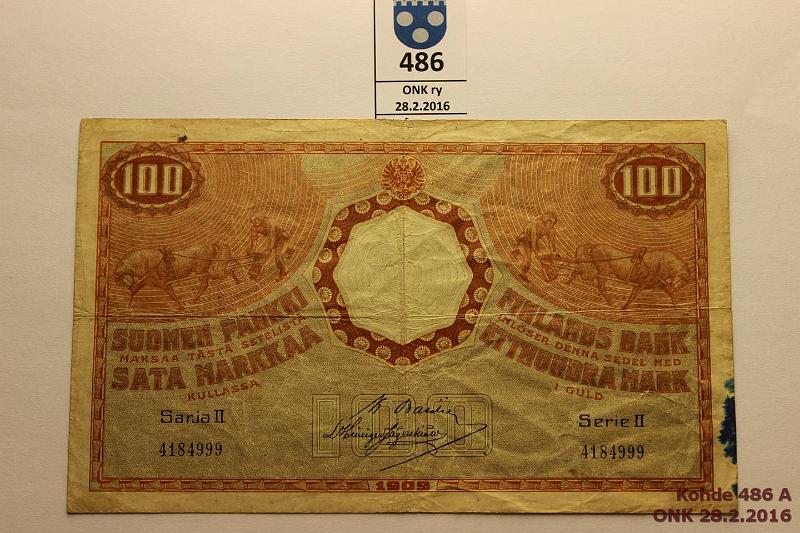 486
ONK ry
28.2.2016
100
100
SUOMEN PANKKI
MAKSAA TÄSTÄ SETELISTÄ
SATA MARKKAA
KULLASSA
FINLANDS BANK
INLÖSER DENNA SEDEL MED
ETTHUNDRA MARK
I GULD
100
Sarja II
4184999
Serie II
4184999
1909
Kohde 486 A
ONK 28.2.2016